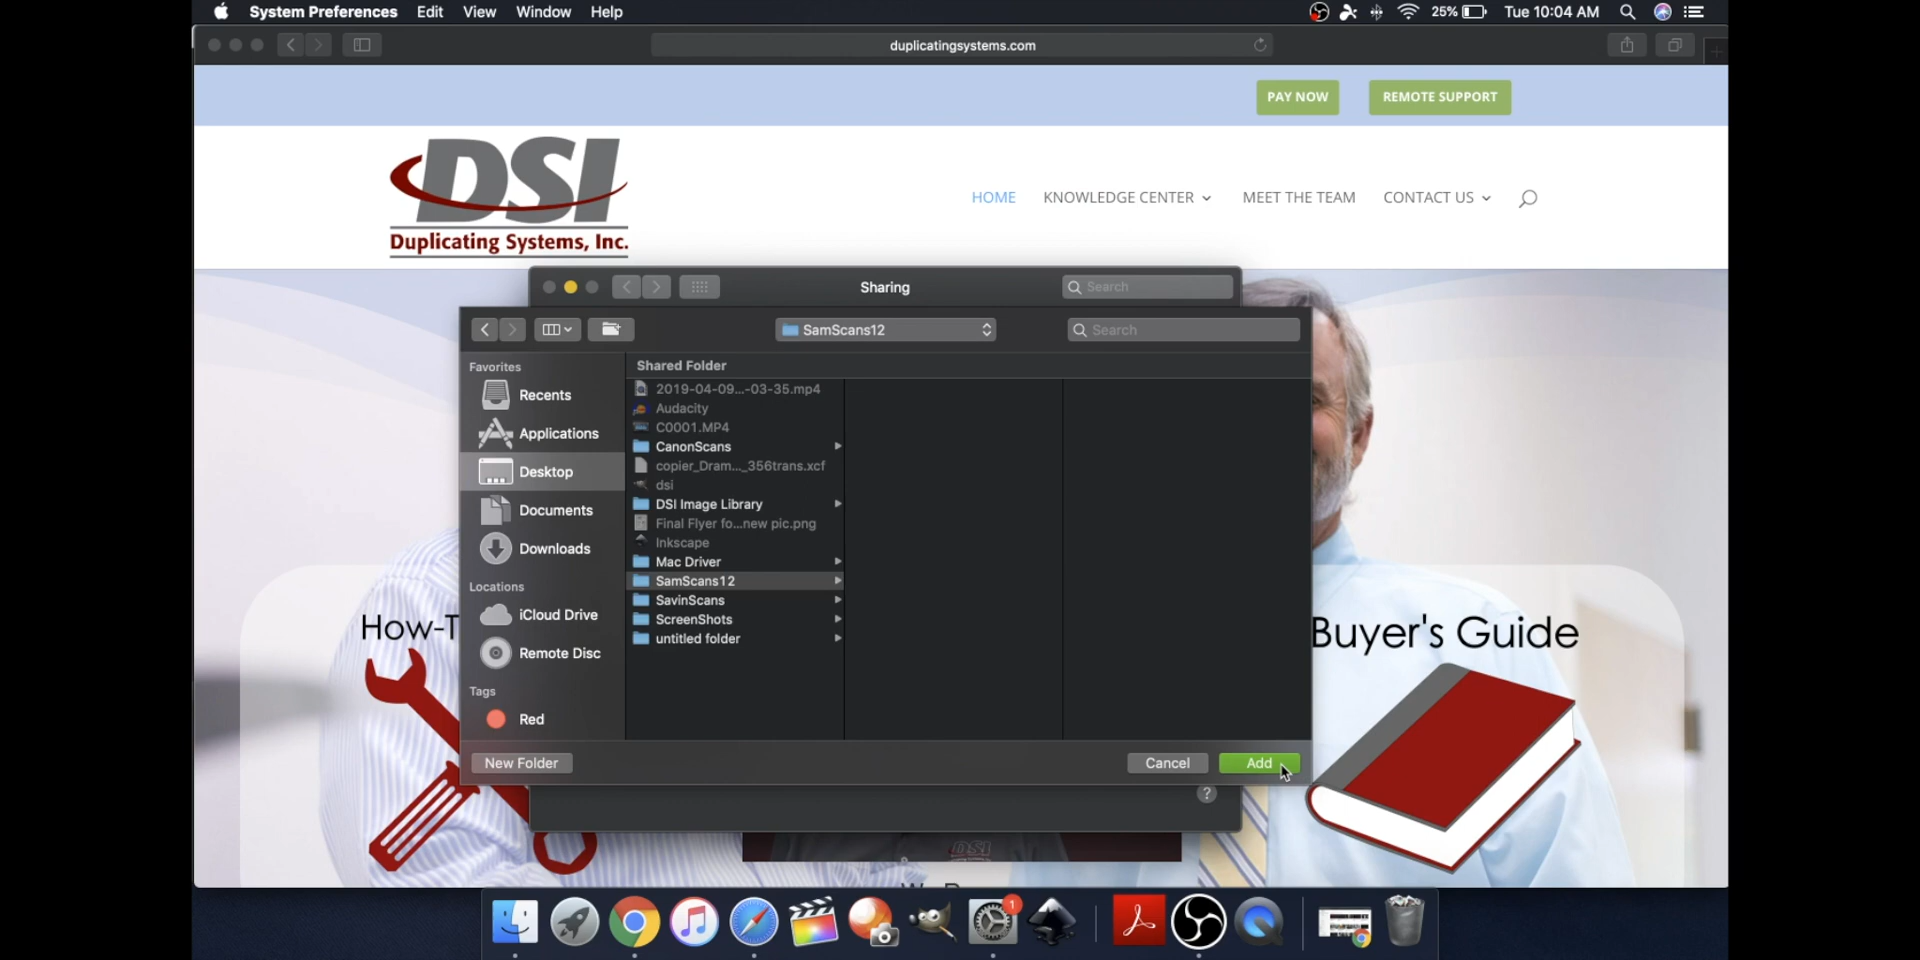 System Preferences Edit View Window Help 25% Tue 10:04 AM
duplicatingsystems.com
PAY NOW REMOTE SUPPORT
DSI
Duplicating Systems, Inc.
HOME KNOWLEDGE CENTER MEET THE TEAM CONTACT US
Sharing Search
SamScans12 Search
Favorites
Recents
Applications
Desktop
Documents
Downloads
Locations
iCloud Drive
Remote Disc
Tags
Red
Shared Folder
2019-04-09...-03-35.mp4
Audacity
C0001.MP4
CanonScans
copier_Dram..._356trans.xcf
dsi
DSI Image Library
Final Flyer fo...new pic.png
Inkscape
Mac Driver
SamScans12
SavinScans
ScreenShots
untitled folder
New Folder Cancel Add
?
How-T
Buyer's Guide
DSI
1